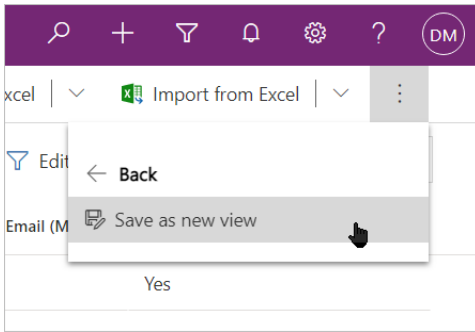 DM
xcel
Import from Excel
Edit
Back
Save as new view
Email (M
Yes